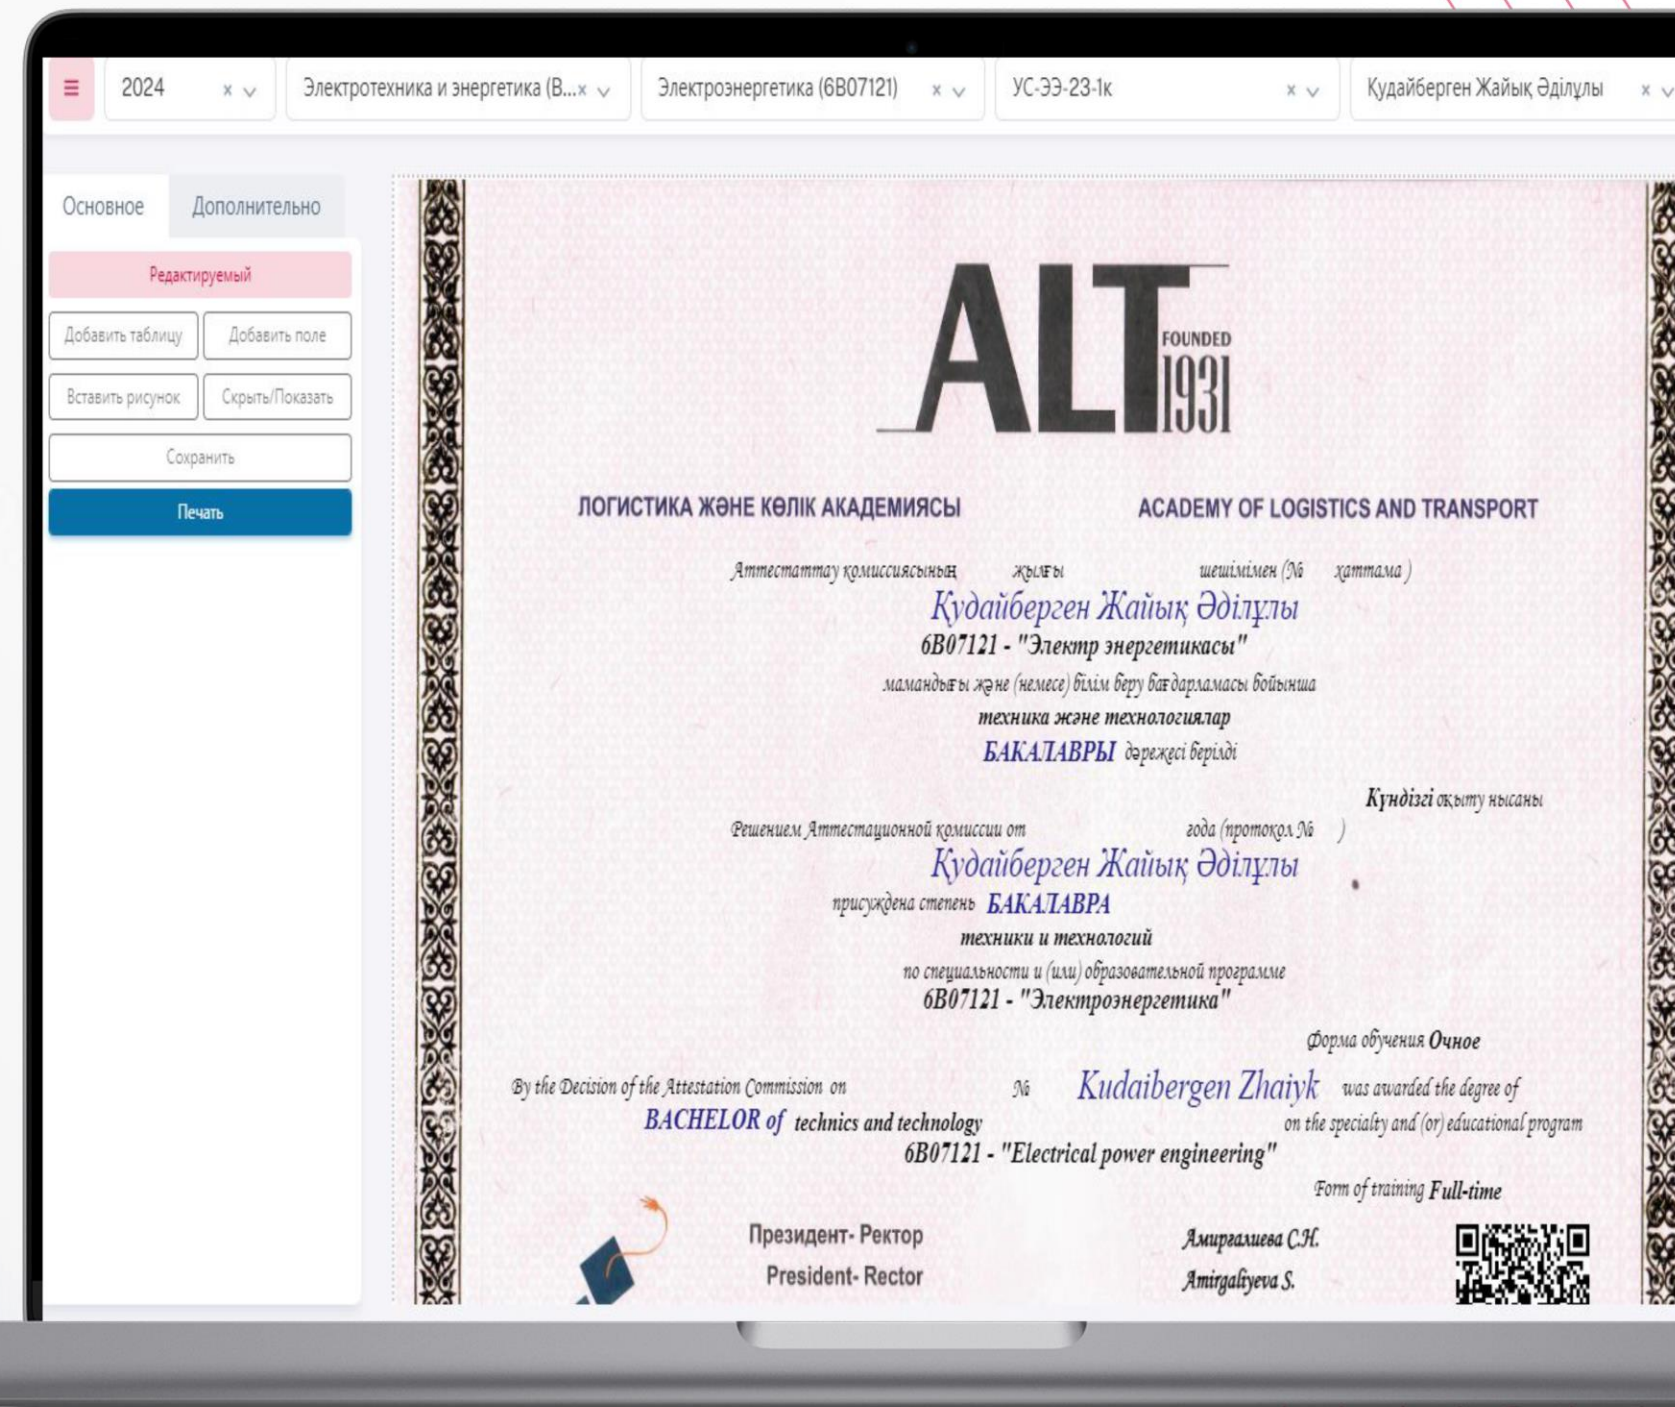 2024
Электротехника и энергетика (В...
Электроэнергетика (6В07121)
УС-ЭЭ-23-1к
Қудайберген Жайық Әділұлы
Основное
Дополнительно
Редактируемый
Добавить таблицу
Добавить поле
Вставить рисунок
Скрыть/Показать
Сохранить
Печать
ALT
FOUNDED
1931
ЛОГИСТИКА ЖӘНЕ КӨЛІК АКАДЕМИЯСЫ
ACADEMY OF LOGISTICS AND TRANSPORT
Аттестаттау комиссиясының жылғы шешімімен (№ хаттама )
Қудайберген Жайық Әділұлы
6В07121 - "Электр энергетикасы"
мамандығы және (немесе) білім беру бағдарламасы бойынша
техника және технологиялар
БАКАЛАВРЫ дәрежесі берілді
Күндізгі оқыту нысаны
Решением Аттестационной комиссии от года (протокол № )
Қудайберген Жайық Әділұлы
присуждена степень БАКАЛАВРА
техники и технологий
по специальности и (или) образовательной программе
6В07121 - "Электроэнергетика"
Форма обучения Очное
By the Decision of the Attestation Commission on № Kudaibergen Zhaiyk was awarded the degree of
BACHELOR of technics and technology on the specialty and (or) educational program
6B07121 - "Electrical power engineering"
Form of training Full-time
Президент- Ректор
Амиргалиева С.Н.
President- Rector
Amirgaliyeva S.